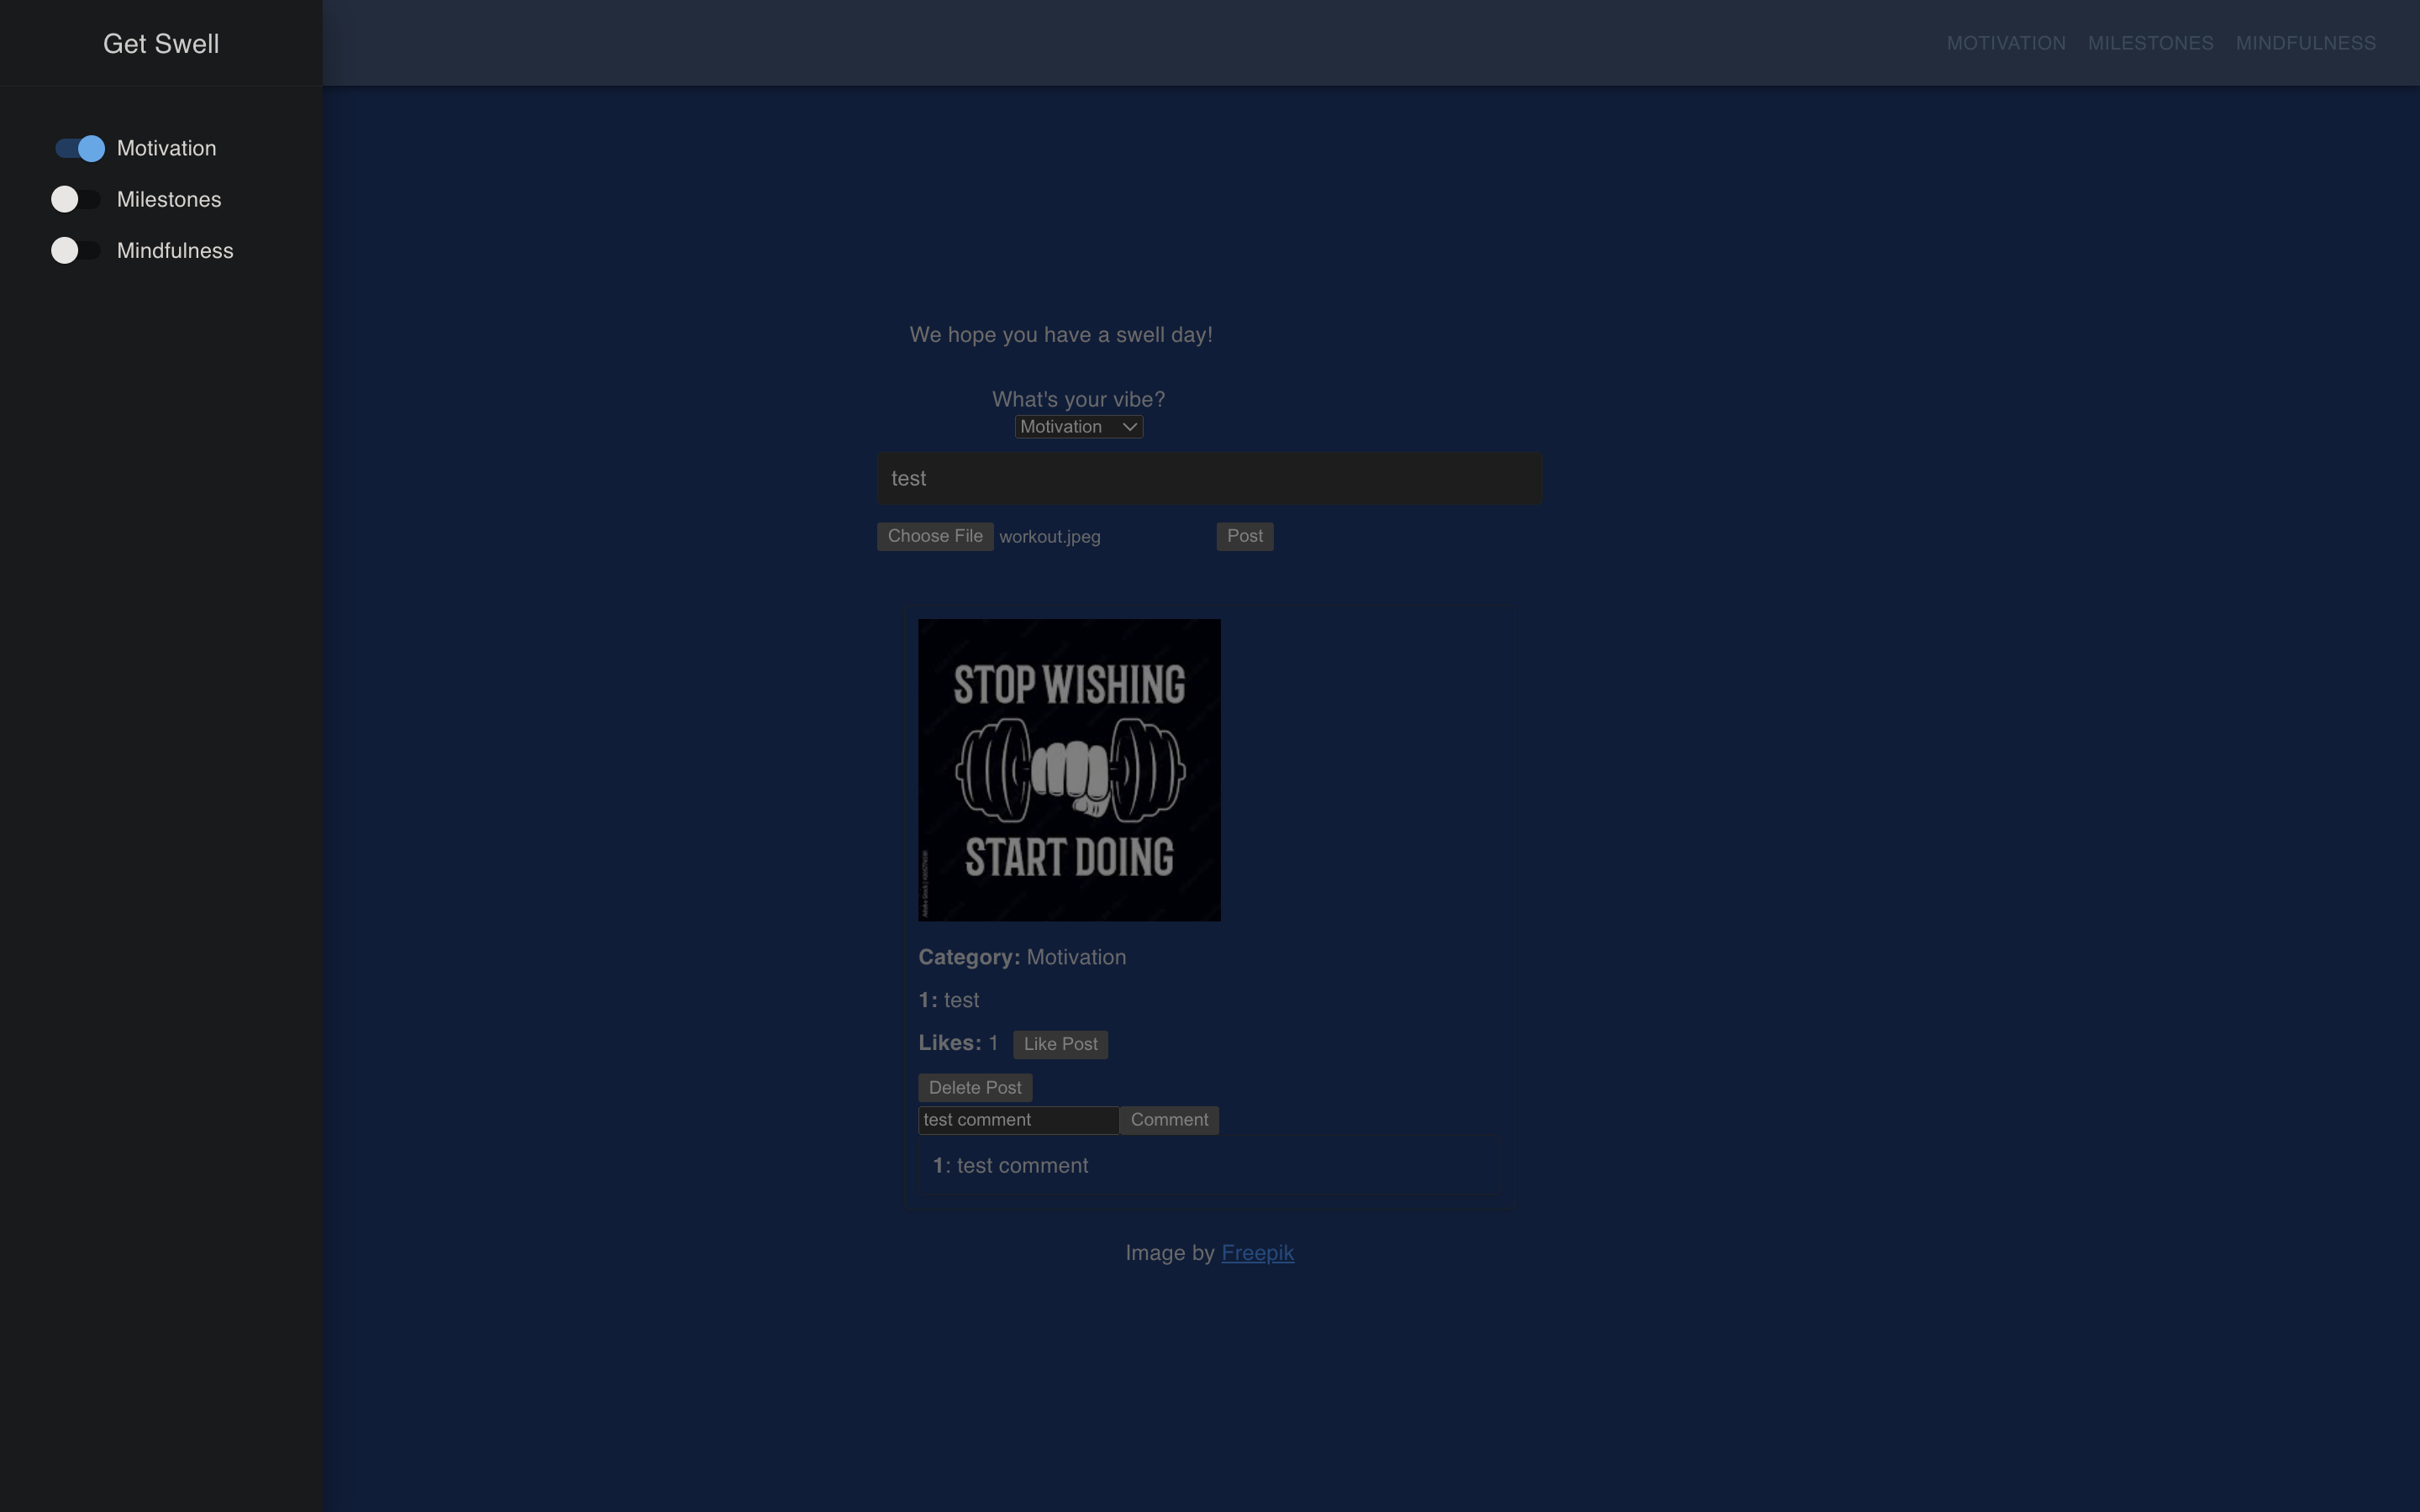 Get Swell
MOTIVATION MILESTONES MINDFULNESS
Motivation
Milestones
Mindfulness
We hope you have a swell day!
What's your vibe?
Motivation
test
Choose File workout.jpeg Post
STOP WISHING
START DOING
Category: Motivation
1: test
Likes: 1 Like Post
Delete Post
test comment Comment
1: test comment
Image by Freepik